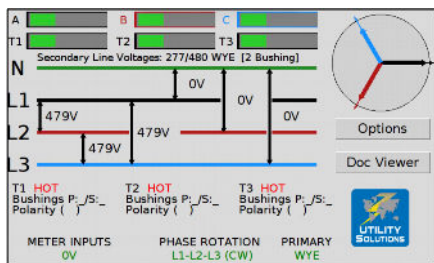 A B C
T1 T2 T3
Secondary Line Voltages: 277/480 WYE [2 Bushing]
N
0V
L1
0V
479V 0V
L2 479V
479V
L3
Options
Doc Viewer
T1 HOT T2 HOT T3 HOT
Bushings P:_/S:_ Bushings P:_/S:_ Bushings P:_/S:_
Polarity ( ) Polarity ( ) Polarity ( )
UTILITY
SOLUTIONS
METER INPUTS PHASE ROTATION PRIMARY
0V L1-L2-L3 (CW) WYE